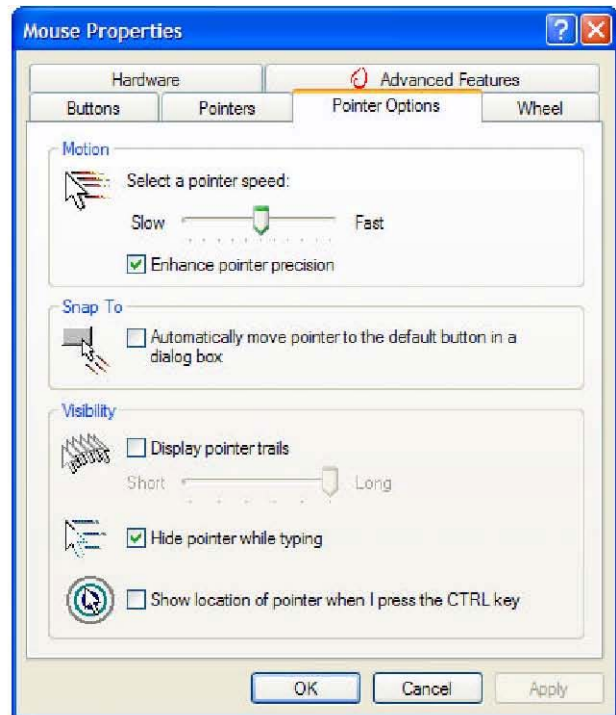 Mouse Properties
Hardware
Advanced Features
Buttons
Pointers
Pointer Options
Wheel
Motion
Select a pointer speed:
Slow
Fast
Enhance pointer precision
Snap To
Automatically move pointer to the default button in a
dialog box
Visibility
Display pointer trails
Short
Long
Hide pointer while typing
Show location of pointer when I press the CTRL key
OK
Cancel
Apply